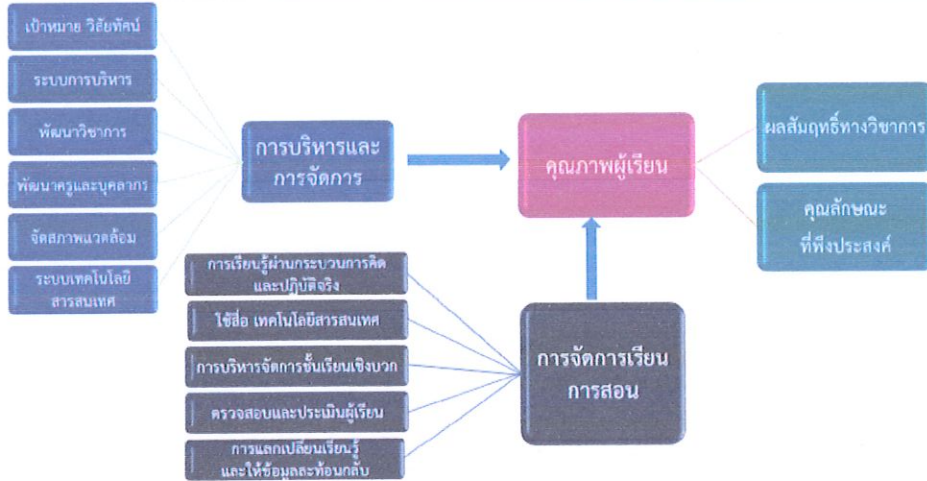 เป้าหมาย วิสัยทัศน์
ระบบการบริหาร
พัฒนาวิชาการ
พัฒนาครูและบุคลากร
จัดสภาพแวดล้อม
ระบบเทคโนโลยี
สารสนเทศ
การบริหารและ
การจัดการ
คุณภาพผู้เรียน
ผลสัมฤทธิ์ทางวิชาการ
คุณลักษณะ
ที่พึงประสงค์
การเรียนรู้ผ่านกระบวนการคิด
และปฏิบัติจริง
ใช้สื่อ เทคโนโลยีสารสนเทศ
การบริหารจัดการชั้นเรียนเชิงบวก
ตรวจสอบและประเมินผู้เรียน
การแลกเปลี่ยนเรียนรู้
และให้ข้อมูลสะท้อนกลับ
การจัดการเรียน
การสอน